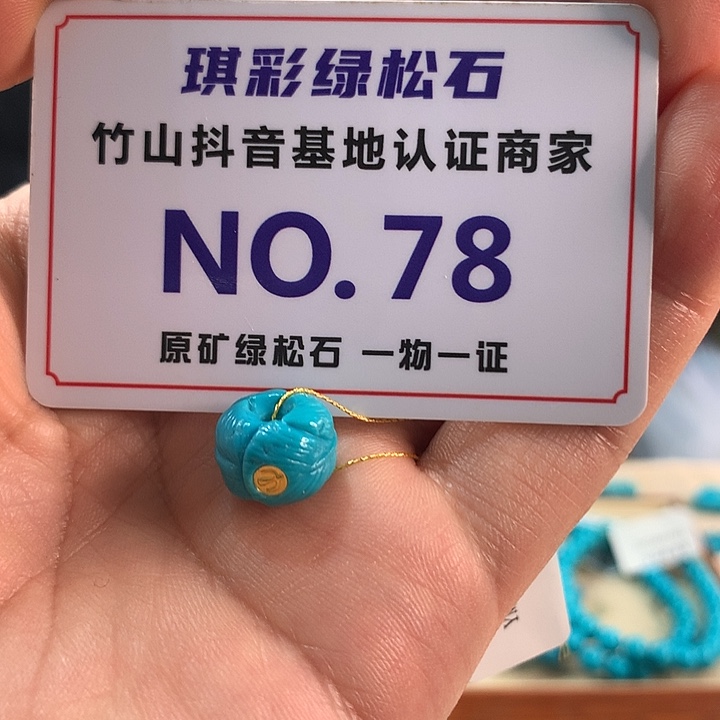 琪彩绿松石
竹山抖音基地认证商家
NO. 78
原矿绿松石 一物一证